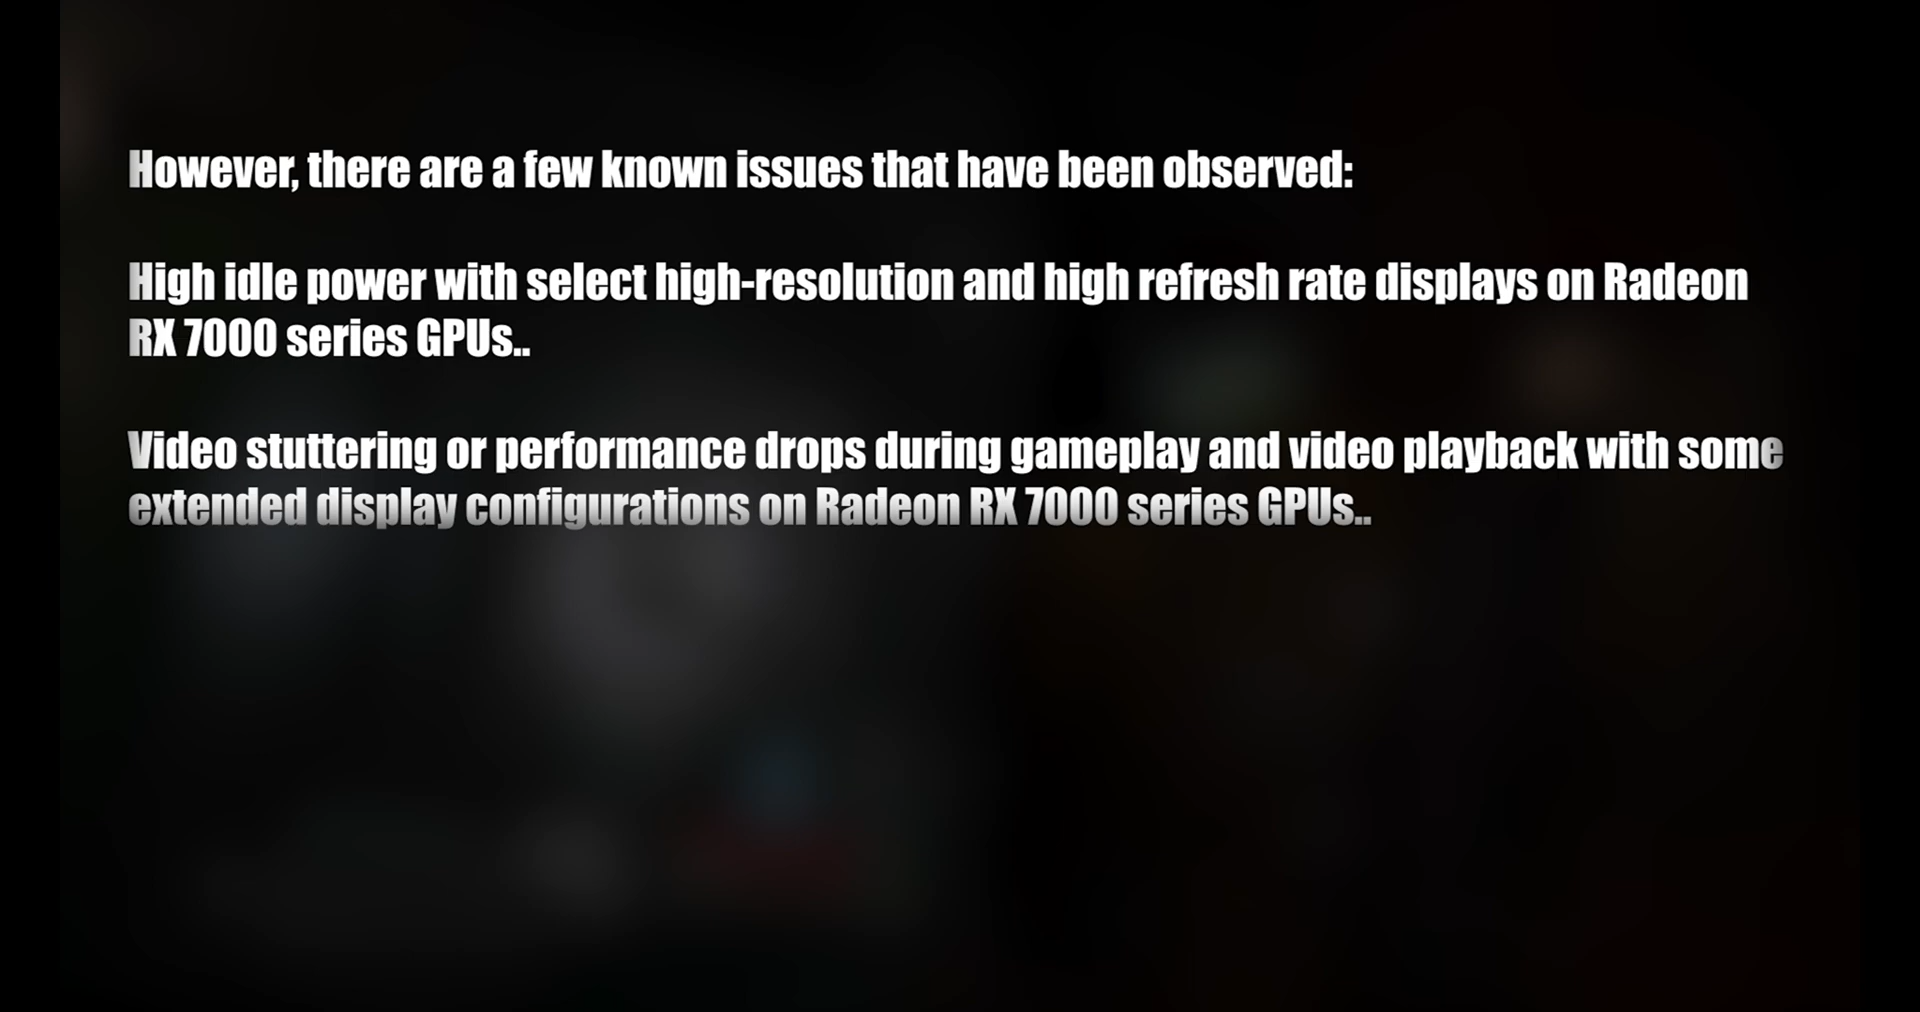 However, there are a few known issues that have been observed:
High idle power with select high-resolution and high refresh rate displays on Radeon
RX 7000 series GPUs..
Video stuttering or performance drops during gameplay and video playback with some
extended display configurations on Radeon RX 7000 series GPUs..